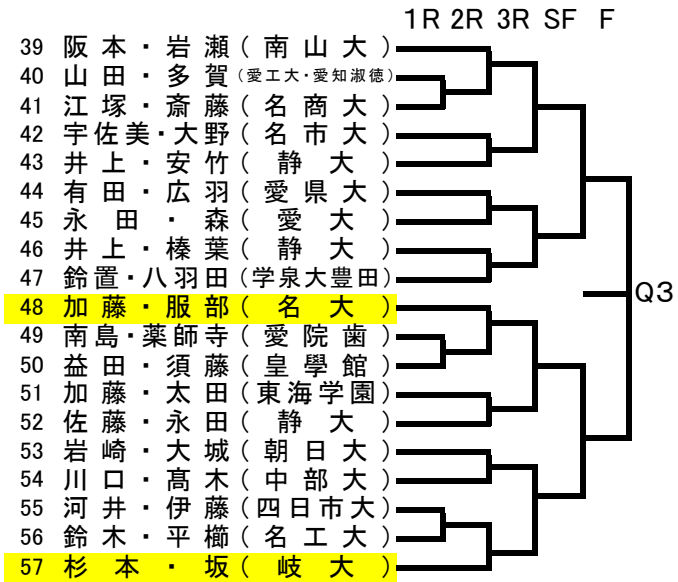 1R 2R 3R SF F
39 阪本・岩瀬(南山大)
40 山田・多賀(愛工大・愛知淑徳)
41 江塚・斎藤(名商大)
42 宇佐美・大野(名市大)
43 井上・安竹(静大)
44 有田・広羽(愛県大)
45 永田・森(愛大)
46 井上・榛葉(静大)
47 鈴置・八羽田(学泉大豊田)
48 加藤・服部(名大)
Q3
49 南島・薬師寺(愛院歯)
50 益田・須藤(皇學館)
51 加藤・太田(東海学園)
52 佐藤・永田(静大)
53 岩崎・大城(朝日大)
54 川口・髙木(中部大)
55 河井・伊藤(四日市大)
56 鈴木・平櫛(名工大)
57 杉本・坂(岐大)